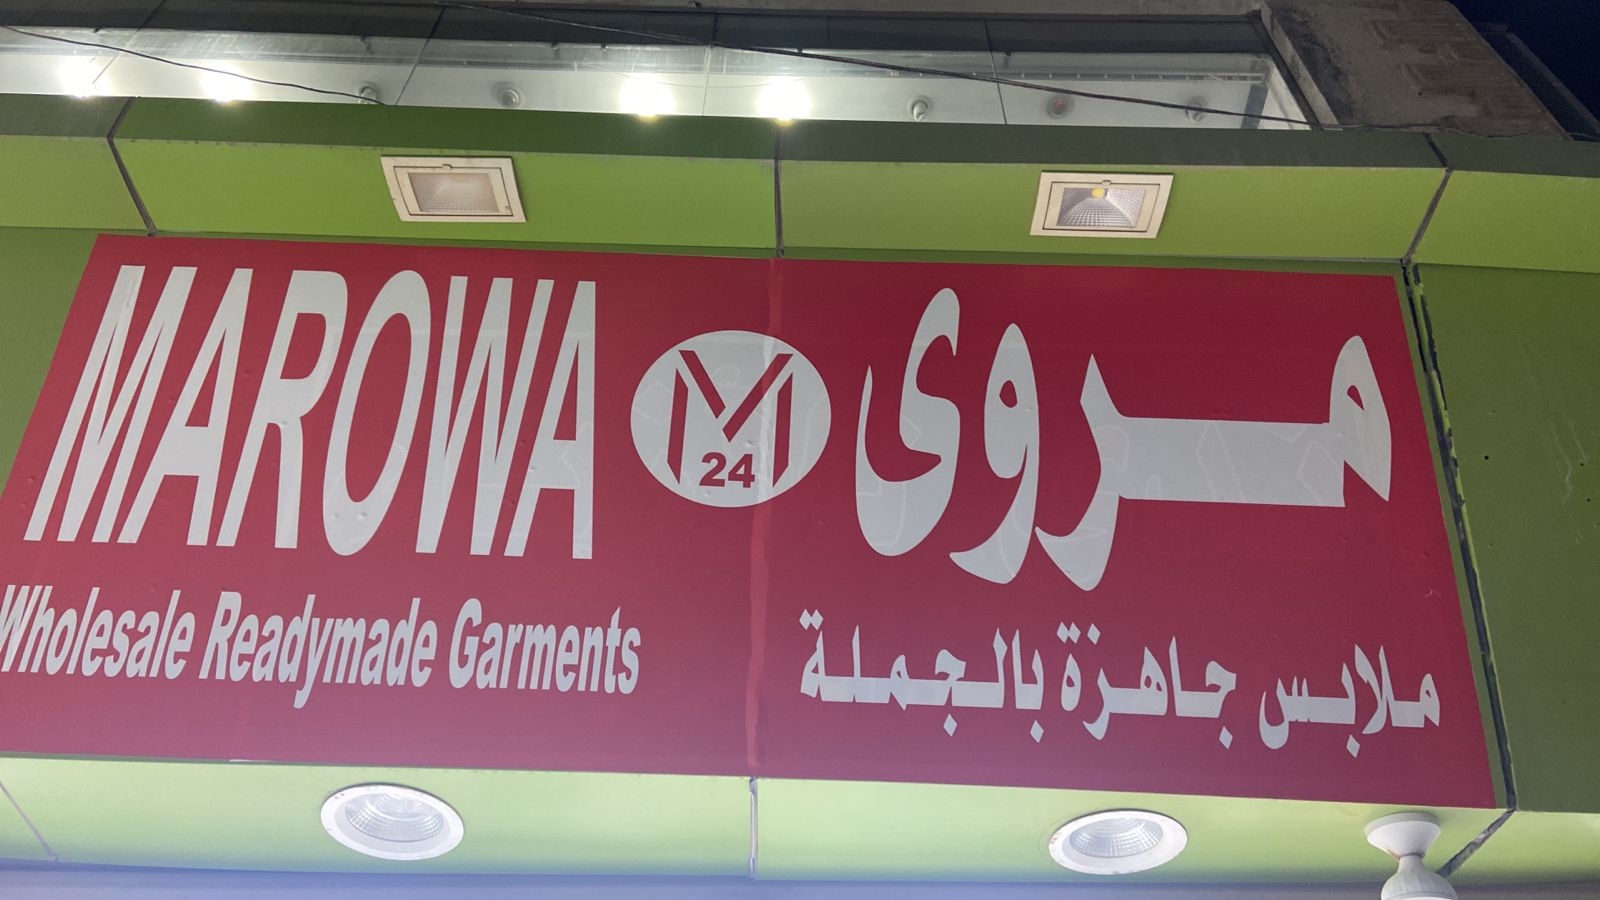 MAROWA
M
24
مروى
Wholesale Readymade Garments
ملابس جاهزة بالجملة